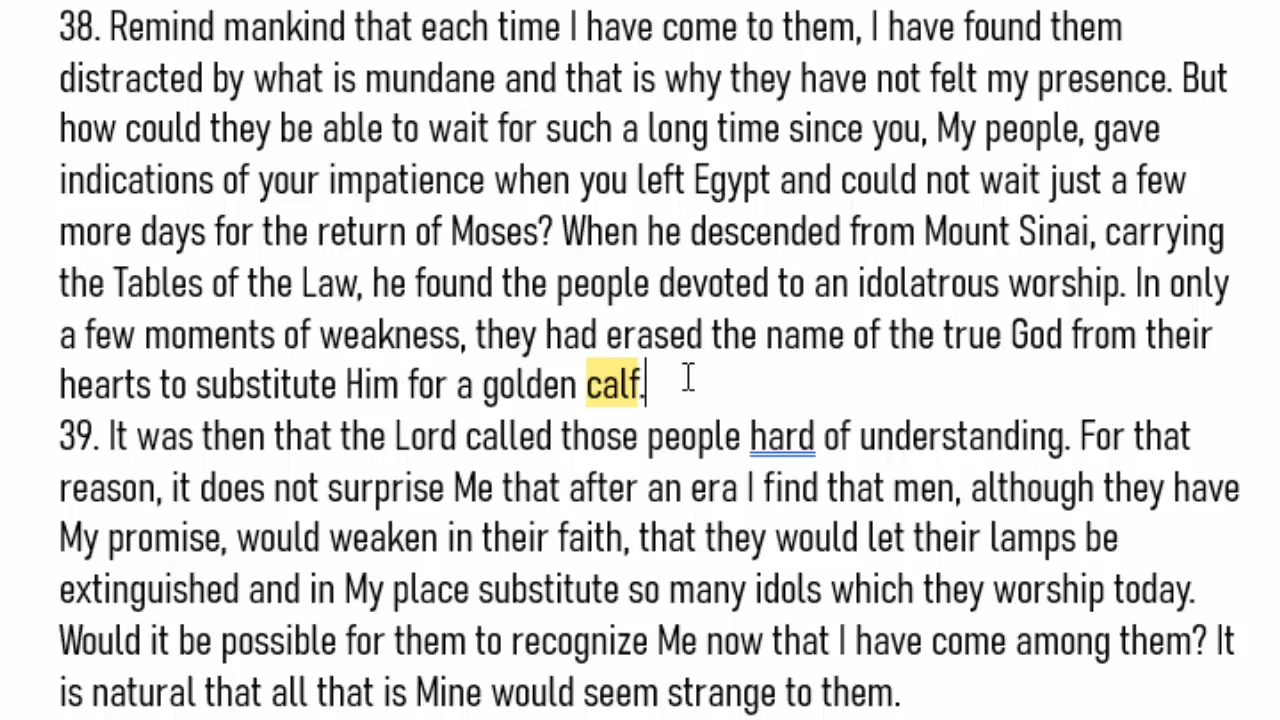 38. Remind mankind that each time I have come to them, I have found them
distracted by what is mundane and that is why they have not felt my presence. But
how could they be able to wait for such a long time since you, My people, gave
indications of your impatience when you left Egypt and could not wait just a few
more days for the return of Moses? When he descended from Mount Sinai, carrying
the Tables of the Law, he found the people devoted to an idolatrous worship. In only
a few moments of weakness, they had erased the name of the true God from their
hearts to substitute Him for a golden calf.
39. It was then that the Lord called those people hard of understanding. For that
reason, it does not surprise Me that after an era I find that men, although they have
My promise, would weaken in their faith, that they would let their lamps be
extinguished and in My place substitute so many idols which they worship today.
Would it be possible for them to recognize Me now that I have come among them? It
is natural that all that is Mine would seem strange to them.